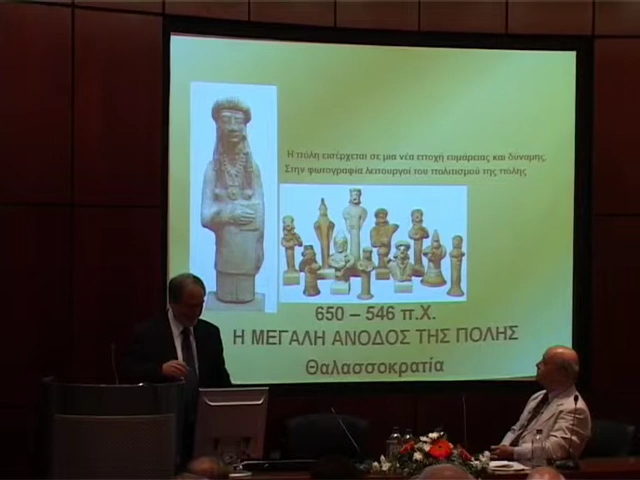 Η πόλη εισέρχεται σε μια νέα εποχή ευμάρειας και δύναμης.
Στην φωτογραφία λειτουργοί του πολιτισμού της πόλης
650 – 546 π.Χ.
Η ΜΕΓΑΛΗ ΑΝΟΔΟΣ ΤΗΣ ΠΟΛΗΣ
Θαλασσοκρατία